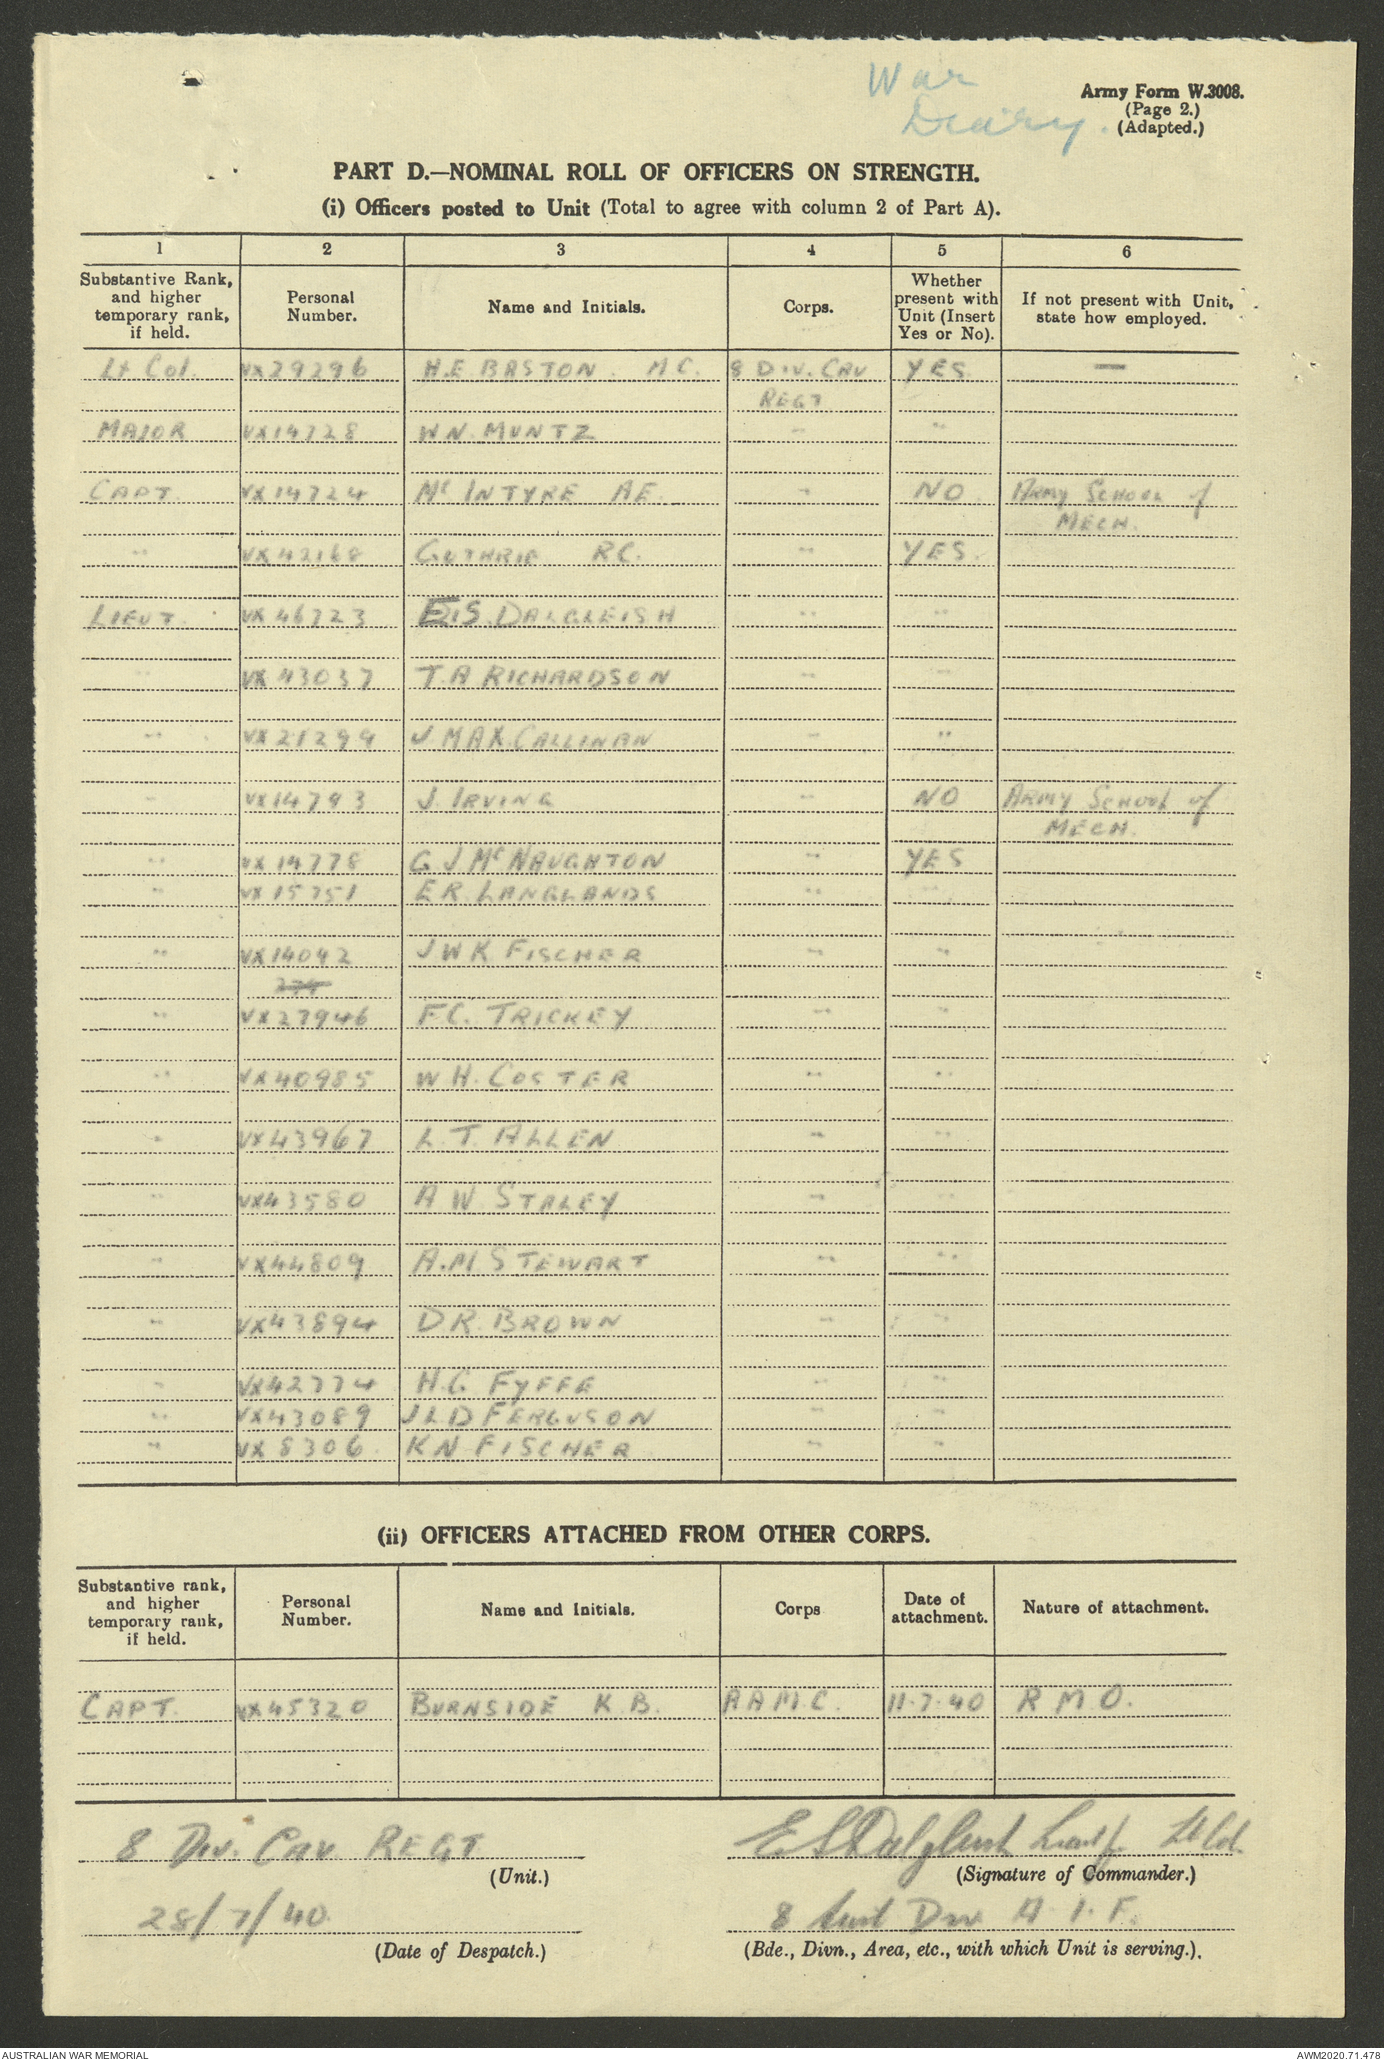 War
Diary.
Army Form W.3008.
(Page 2.)
(Adapted.)
PART D.—NOMINAL ROLL OF OFFICERS ON STRENGTH.
(i) Officers posted to Unit (Total to agree with column 2 of Part A).
1 2 3 4 5 6
Substantive Rank, and higher temporary rank, if held. Personal Number. Name and Initials. Corps. Whether present with Unit (Insert Yes or No). If not present with Unit, state how employed.
Lt Col. VX29296 H.E. BASTON. M C. 8 DIV. CAV YES —
REGT
MAJOR VX14728 W.N. MUNTZ " "
CAPT. VX14724 Mc INTYRE A E. " NO. ARMY SCHOOL of
MECH.
" VX42168 GUTHRIE R C. " YES.
LIEUT. VX46723 E.S. DALGLEISH " "
" VX43037 T. A RICHARDSON " "
" VX21299 J. MAX. CALLINAN " "
" VX14793 J. IRVING " NO ARMY SCHOOL of
MECH.
" VX14778 G J Mc NAUGHTON " YES
" VX15751 E R. LANGLANDS " "
" VX14042 J W K FISCHER " "
" VX27946 F.C. TRICKEY " "
" VX40985 W H. COSTER " "
" VX43967 L. T. ALLEN " "
" VX43580 A W. STALEY " "
" VX44809 A.M. STEWART " "
" VX43894 D R. BROWN " "
" VX42774 H.G FYFFE " "
" VX43089 J L D FERGUSON " "
" VX8306. K N FISCHER " "
(ii) OFFICERS ATTACHED FROM OTHER CORPS.
Substantive rank, and higher temporary rank, if held. Personal Number. Name and Initials. Corps Date of attachment. Nature of attachment.
CAPT. VX45320 BURNSIDE K. B. A A M. C. 11.7.40 R M O.
8 Div. Cav REGT E S Dalgleish Lt Col.
(Unit.) (Signature of Commander.)
28/7/40. 8 Aust Div A. I. F.
(Date of Despatch.) (Bde., Divn., Area, etc., with which Unit is serving.).
AUSTRALIAN WAR MEMORIAL AWM2020.71.478